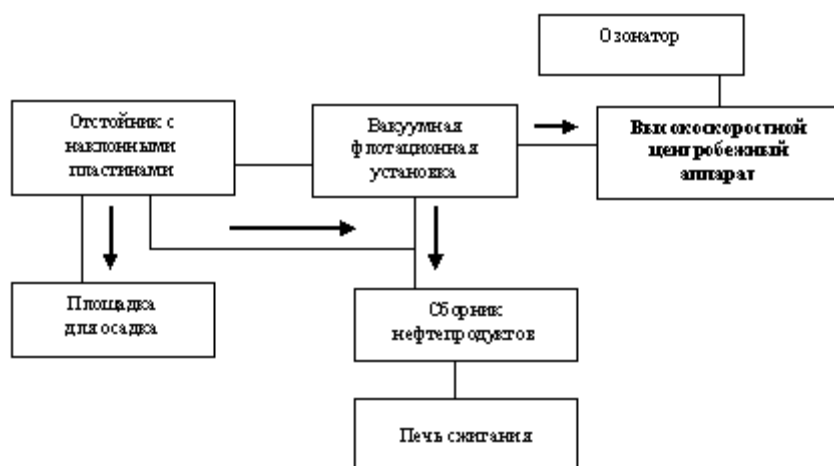 Озонатор
Отстойник с
наклонными
пластинами
Вакуумная
флотационная
установка
Высокоскоростной
центробежный
аппарат
Площадка
для осадка
Сборник
нефтепродуктов
Печь сжигания